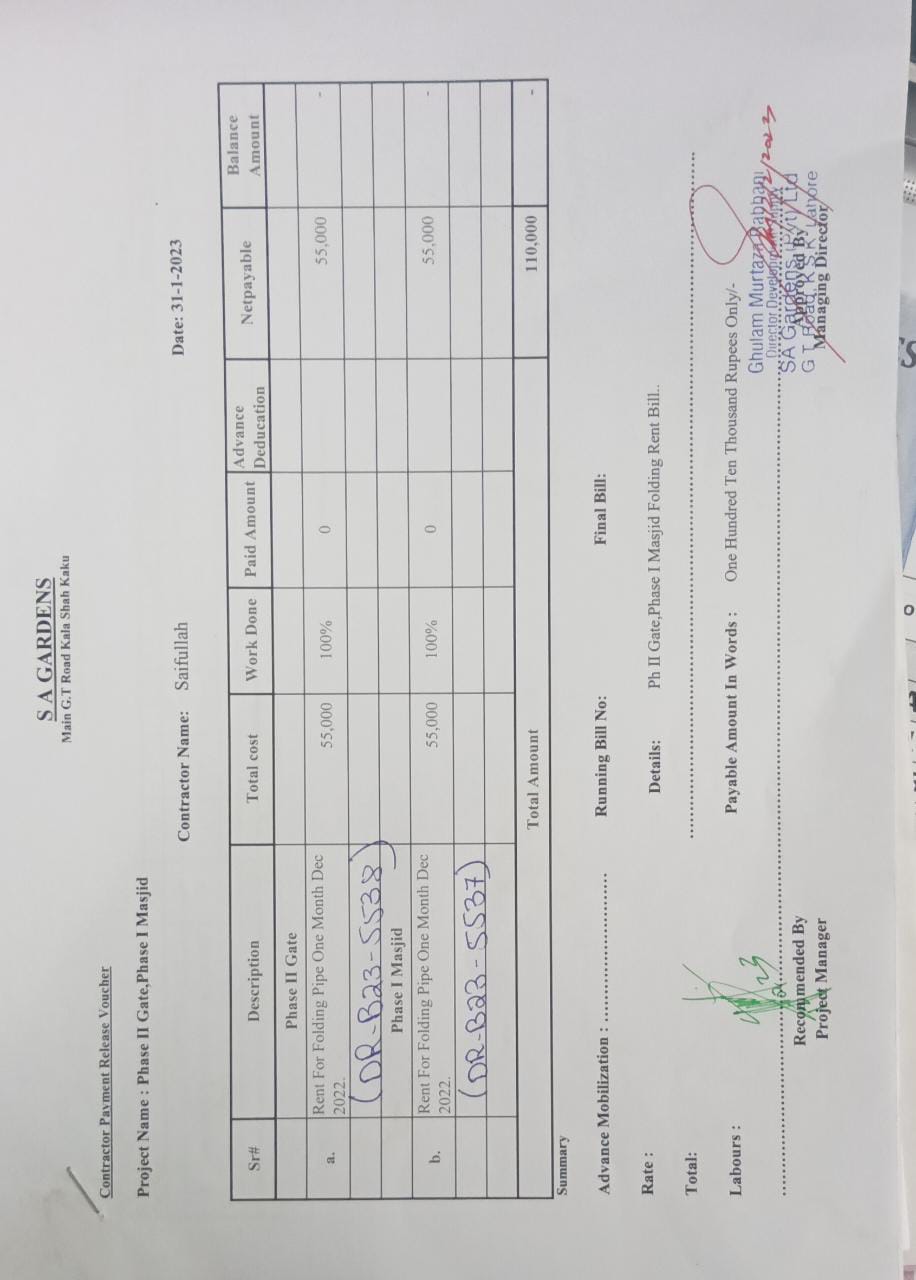 S A GARDENS
Main G.T Road Kala Shah Kaku
Contractor Payment Release Voucher
Project Name : Phase II Gate,Phase I Masjid
Contractor Name: Saifullah Date: 31-1-2023
Sr# Description Total cost Work Done Paid Amount Advance Deducation Netpayable Balance Amount
Phase II Gate
a. Rent For Folding Pipe One Month Dec 2022. 55,000 100% 0 55,000 -
(DR-B23-5538)
Phase I Masjid
b. Rent For Folding Pipe One Month Dec 2022. 55,000 100% 0 55,000 -
(DR-B23-5537)
Total Amount 110,000 -
Summary
Advance Mobilization : Running Bill No: Final Bill:
Rate : Details: Ph II Gate,Phase I Masjid Folding Rent Bill..
Total:
Labours : Payable Amount In Words : One Hundred Ten Thousand Rupees Only/-
Ghulam Murtaza Rabbani
SA Gardens (Pvt) Ltd
G T Road, K S K Lahore
Recommended By Approved By
Project Manager Managing Director